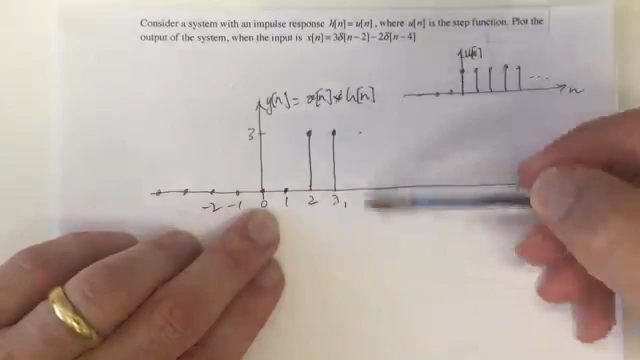 Consider a system with an impulse response h[n]=u[n], where u[n] is the step function. Plot the
output of the system, when the input is x[n]=3δ[n−2]−2δ[n−4]
u[n]
n
y[n] = x[n] * h[n]
3
-2 -1 0 1 2 3